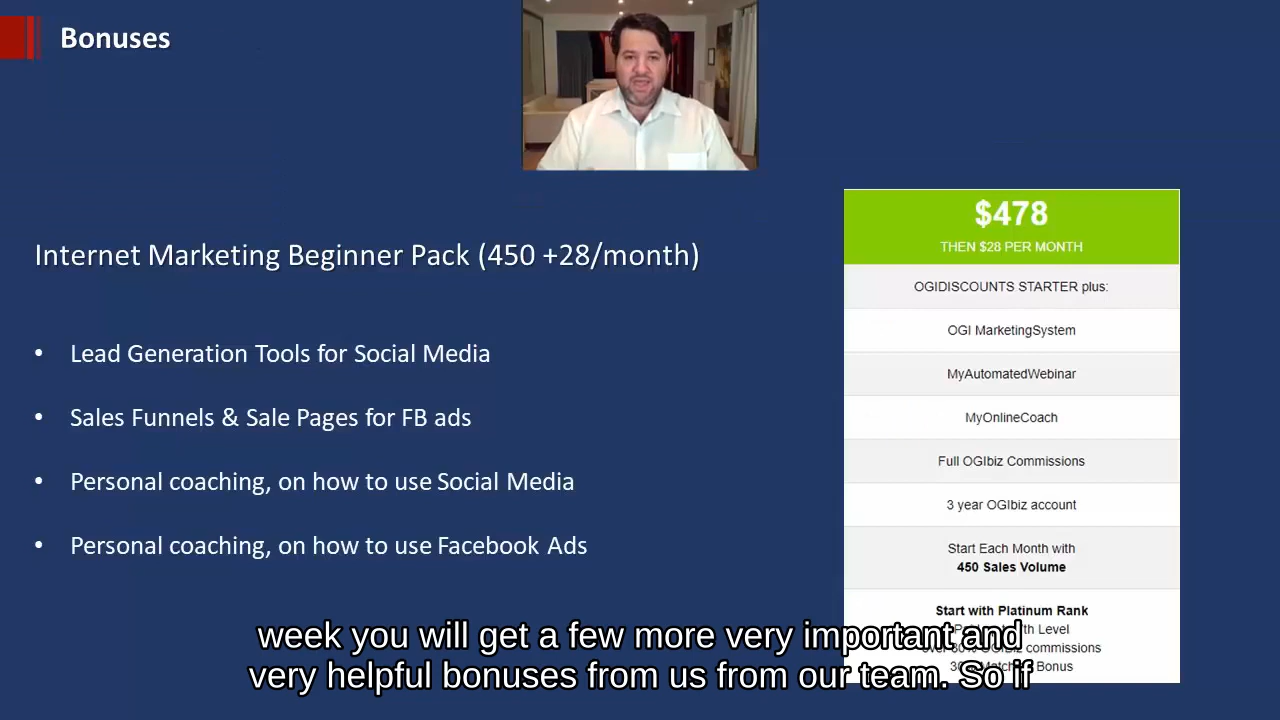 Bonuses
Internet Marketing Beginner Pack (450 +28/month)
• Lead Generation Tools for Social Media
• Sales Funnels & Sale Pages for FB ads
• Personal coaching, on how to use Social Media
• Personal coaching, on how to use Facebook Ads
$478
THEN $28 PER MONTH
OGIDISCOUNTS STARTER plus:
OGI MarketingSystem
MyAutomatedWebinar
MyOnlineCoach
Full OGIbiz Commissions
3 year OGIbiz account
Start Each Month with
450 Sales Volume
Start with Platinum Rank
Level
commissions
Bonus
week you will get a few more very important and
very helpful bonuses from us from our team. So if